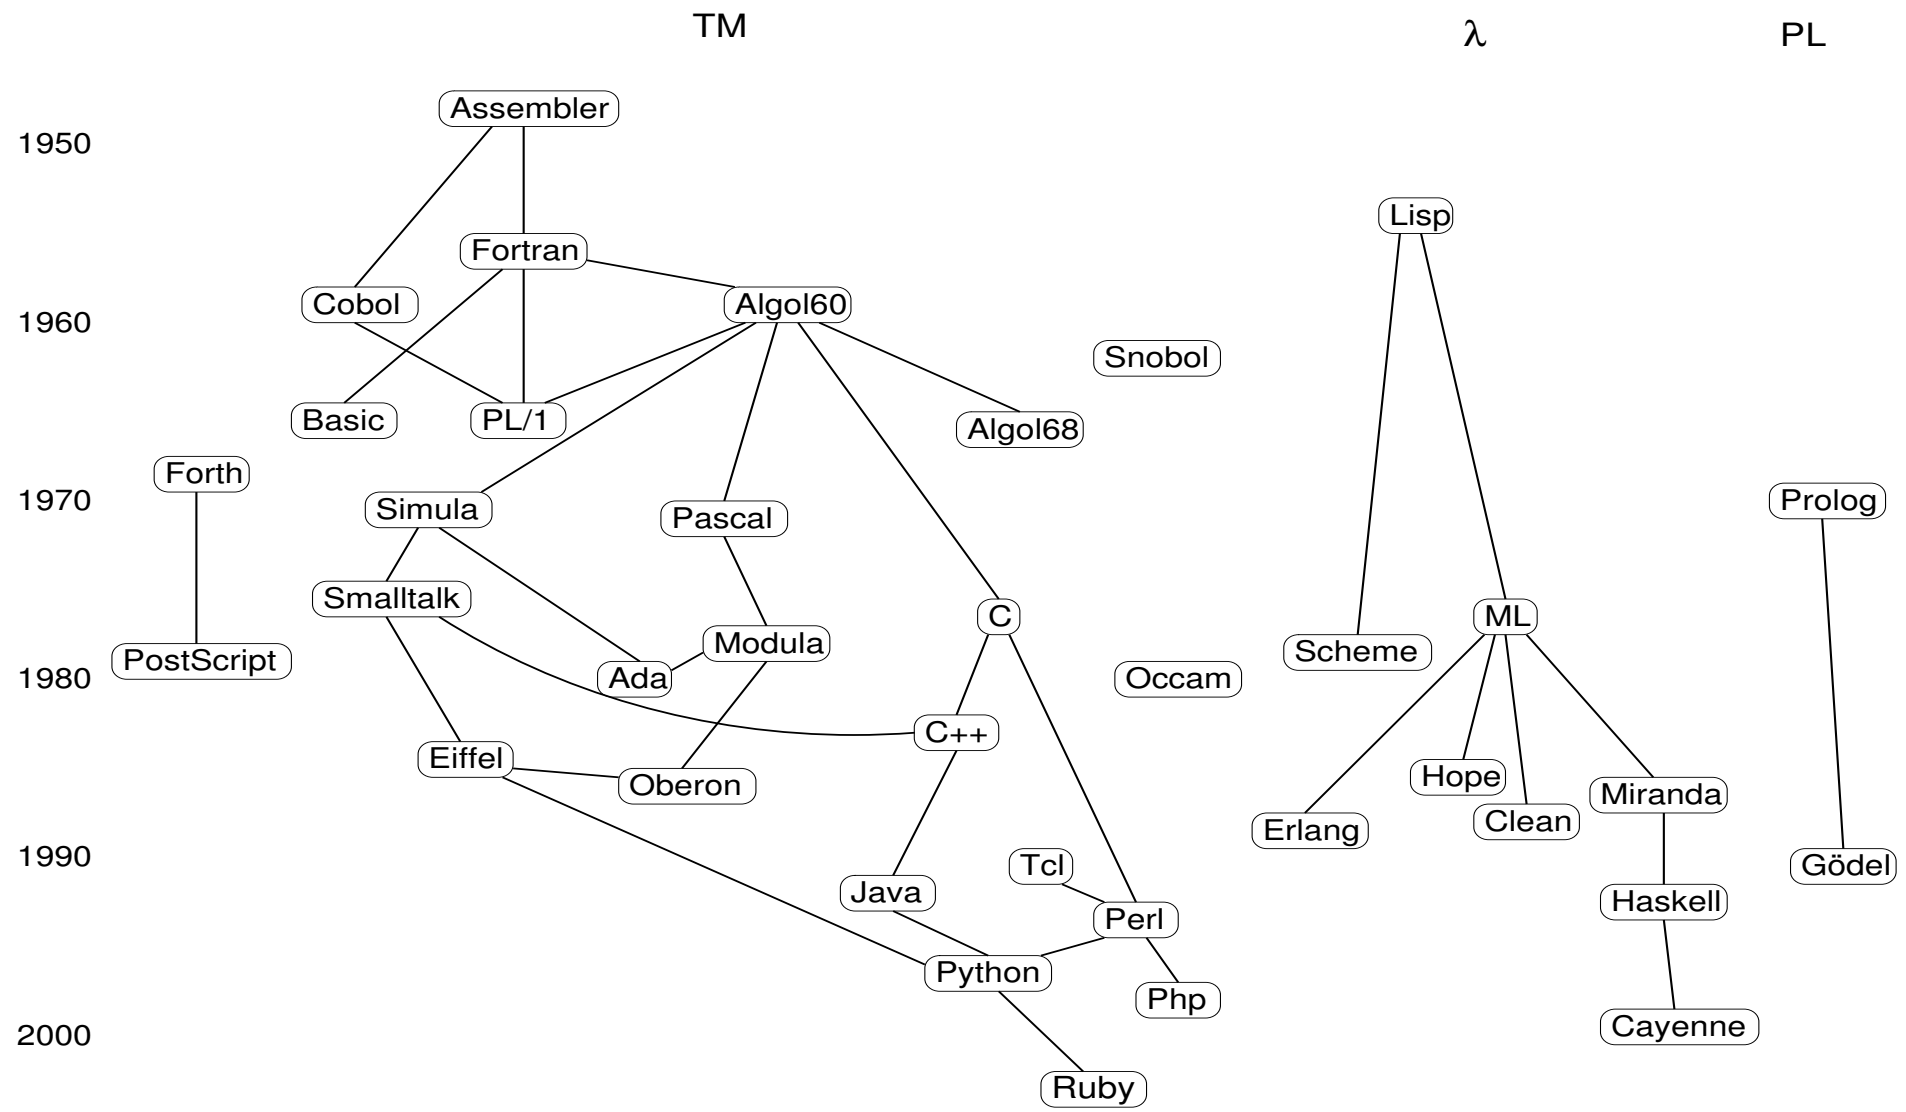 TM
λ
PL
Assembler
1950
Lisp
Fortran
Cobol
Algol60
1960
Snobol
Basic
PL/1
Algol68
Forth
1970
Prolog
Simula
Pascal
Smalltalk
C
ML
Modula
Scheme
PostScript
1980
Ada
Occam
C++
Eiffel
Oberon
Hope
Miranda
Clean
Erlang
1990
Tcl
Gödel
Java
Haskell
Perl
Python
Php
Cayenne
2000
Ruby